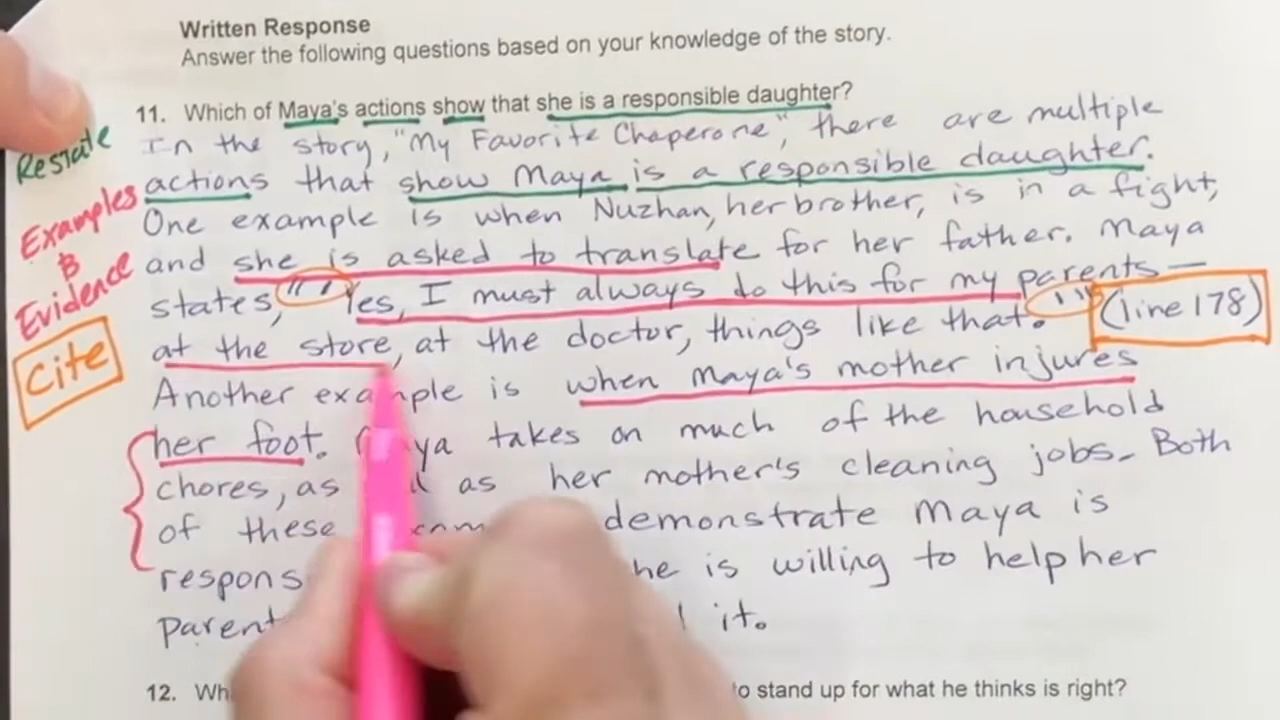 Written Response
Answer the following questions based on your knowledge of the story.
11. Which of Maya's actions show that she is a responsible daughter?
Restate
In the story, "My Favorite Chaperone", there are multiple
actions that show Maya is a responsible daughter.
Examples & Evidence
One example is when Nuzhan, her brother, is in a fight,
and she is asked to translate for her father. Maya
states, "'Yes, I must always do this for my parents—
at the store, at the doctor, things like that.'" (line 178)
Cite
Another example is when Maya's mother injures
her foot. takes on much of the household
chores, as as her mother's cleaning jobs. Both
of these demonstrate Maya is
respons he is willing to help her
Parent it.
12. Wh to stand up for what he thinks is right?